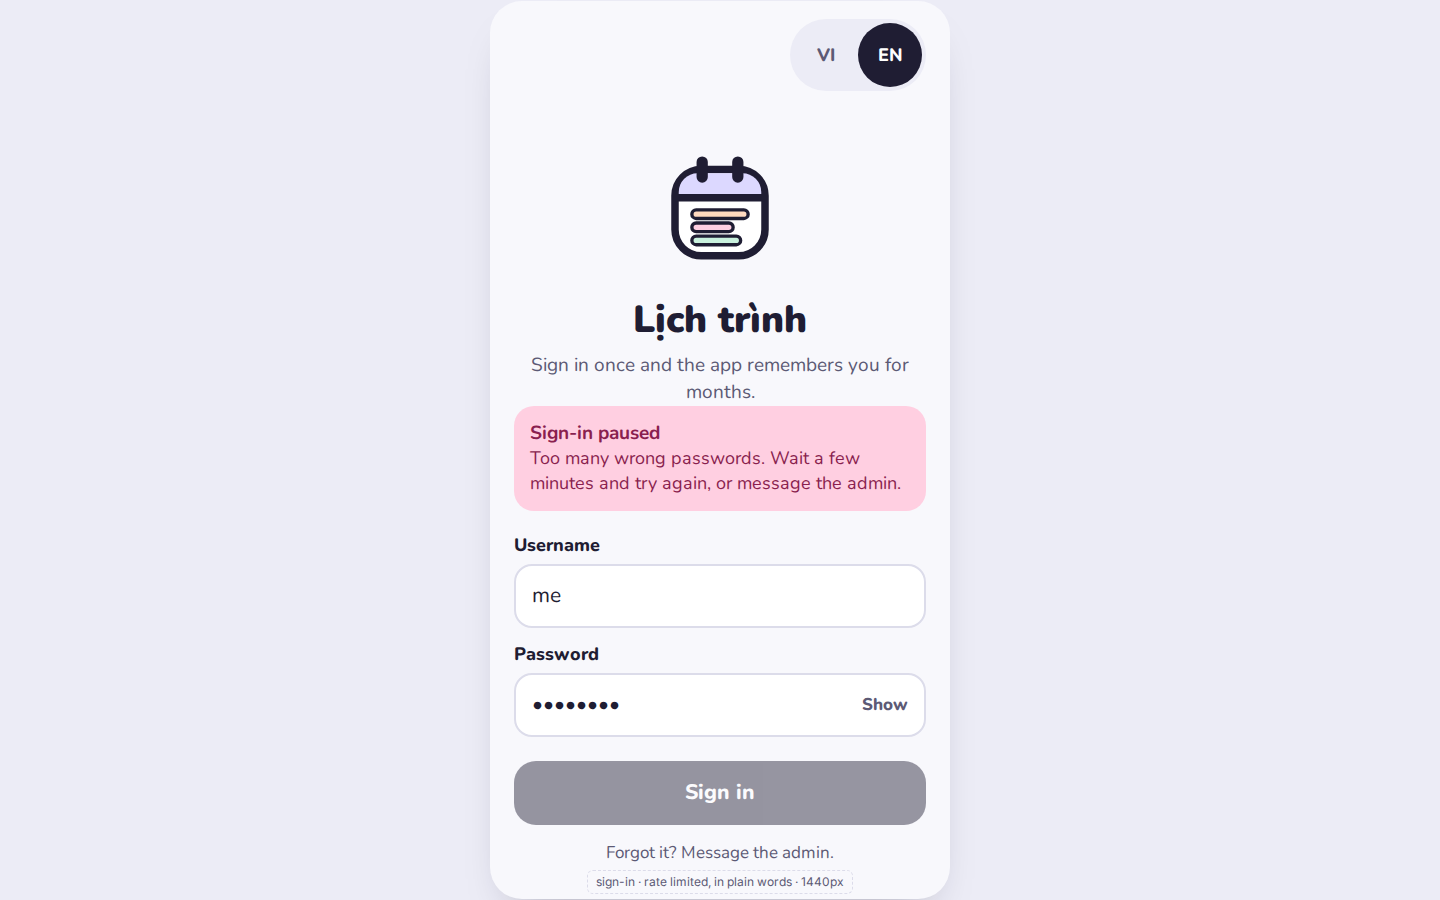 VI
EN
Lịch trình
Sign in once and the app remembers you for
months.
Sign-in paused
Too many wrong passwords. Wait a few
minutes and try again, or message the admin.
Username
me
Password
••••••••
Show
Sign in
Forgot it? Message the admin.
sign-in · rate limited, in plain words · 1440px